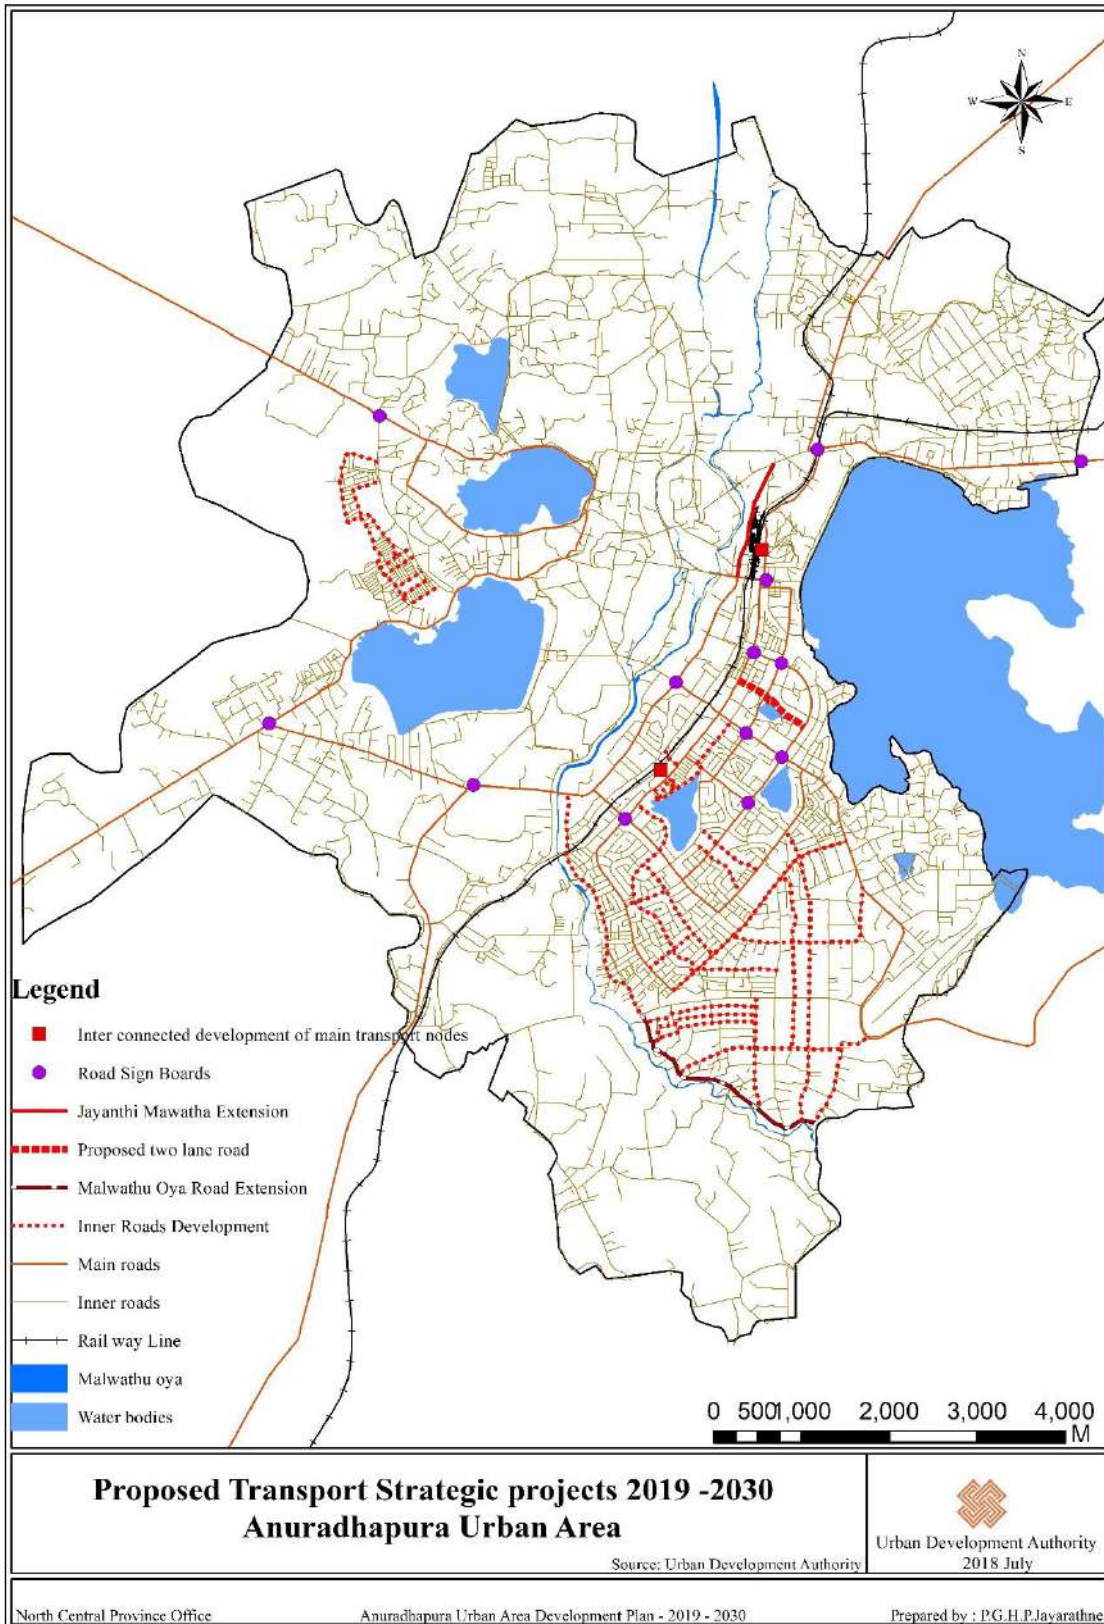 N
W E
S
Legend
Inter connected development of main transport nodes
Road Sign Boards
Jayanthi Mawatha Extension
Proposed two lane road
Malwathu Oya Road Extension
Inner Roads Development
Main roads
Inner roads
Rail way Line
Malwathu oya
Water bodies
0 500 1,000 2,000 3,000 4,000
M
Proposed Transport Strategic projects 2019 -2030
Anuradhapura Urban Area
Source: Urban Development Authority
Urban Development Authority
2018 July
North Central Province Office Anuradhapura Urban Area Development Plan - 2019 - 2030 Prepared by : P.G.H.P.Jayarathne